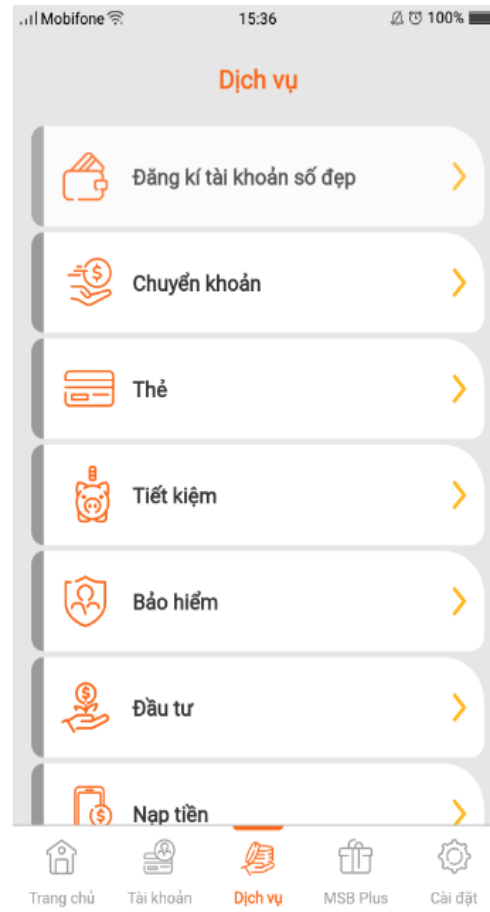 Mobifone 15:36 100%
Dịch vụ
Đăng kí tài khoản số đẹp
Chuyển khoản
Thẻ
Tiết kiệm
Bảo hiểm
Đầu tư
Nạp tiền
Trang chủ Tài khoản Dịch vụ MSB Plus Cài đặt